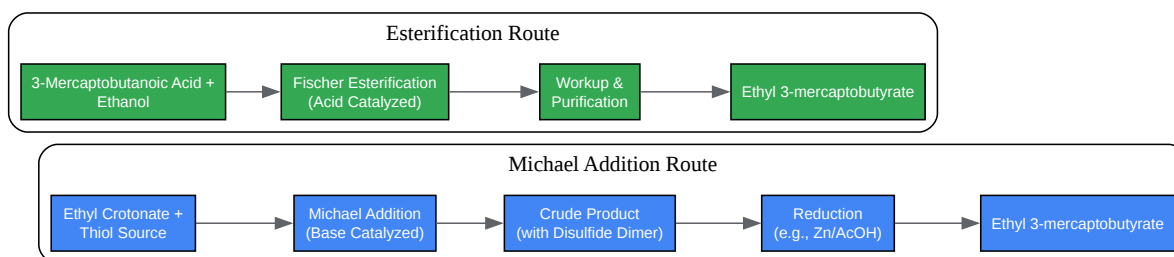 Esterification Route
3-Mercaptobutanoic Acid +
Ethanol
Fischer Esterification
(Acid Catalyzed)
Workup &
Purification
Ethyl 3-mercaptobutyrate
Michael Addition Route
Ethyl Crotonate +
Thiol Source
Michael Addition
(Base Catalyzed)
Crude Product
(with Disulfide Dimer)
Reduction
(e.g., Zn/AcOH)
Ethyl 3-mercaptobutyrate